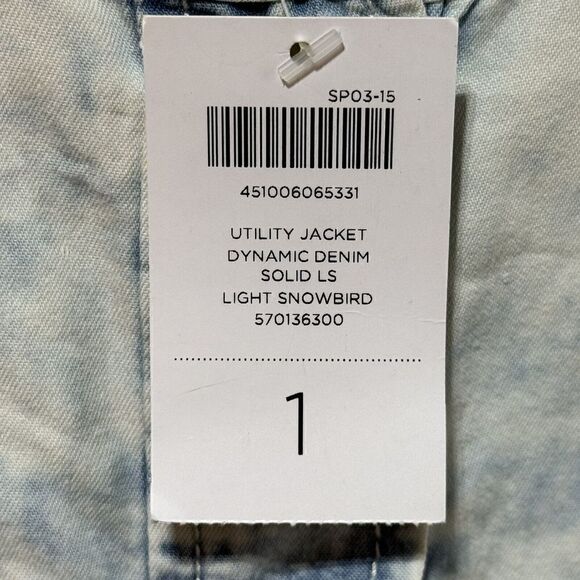 SP03-15
451006065331
UTILITY JACKET
DYNAMIC DENIM
SOLID LS
LIGHT SNOWBIRD
570136300
1